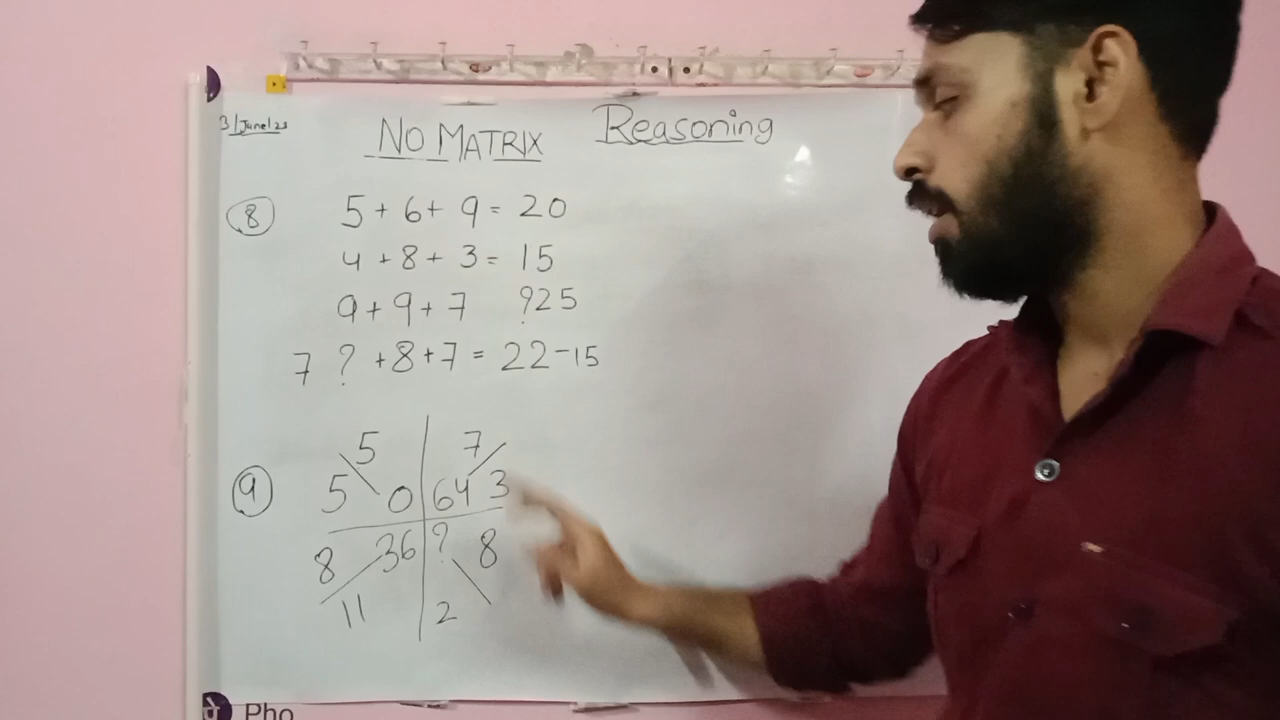 3/June/23
NO MATRIX Reasoning
8 5 + 6 + 9 = 20
4 + 8 + 3 = 15
9 + 9 + 7 ?25
7 ? + 8 + 7 = 22-15
9
5 7
5 0 64 3
8 36 ? 8
11 2
Pho